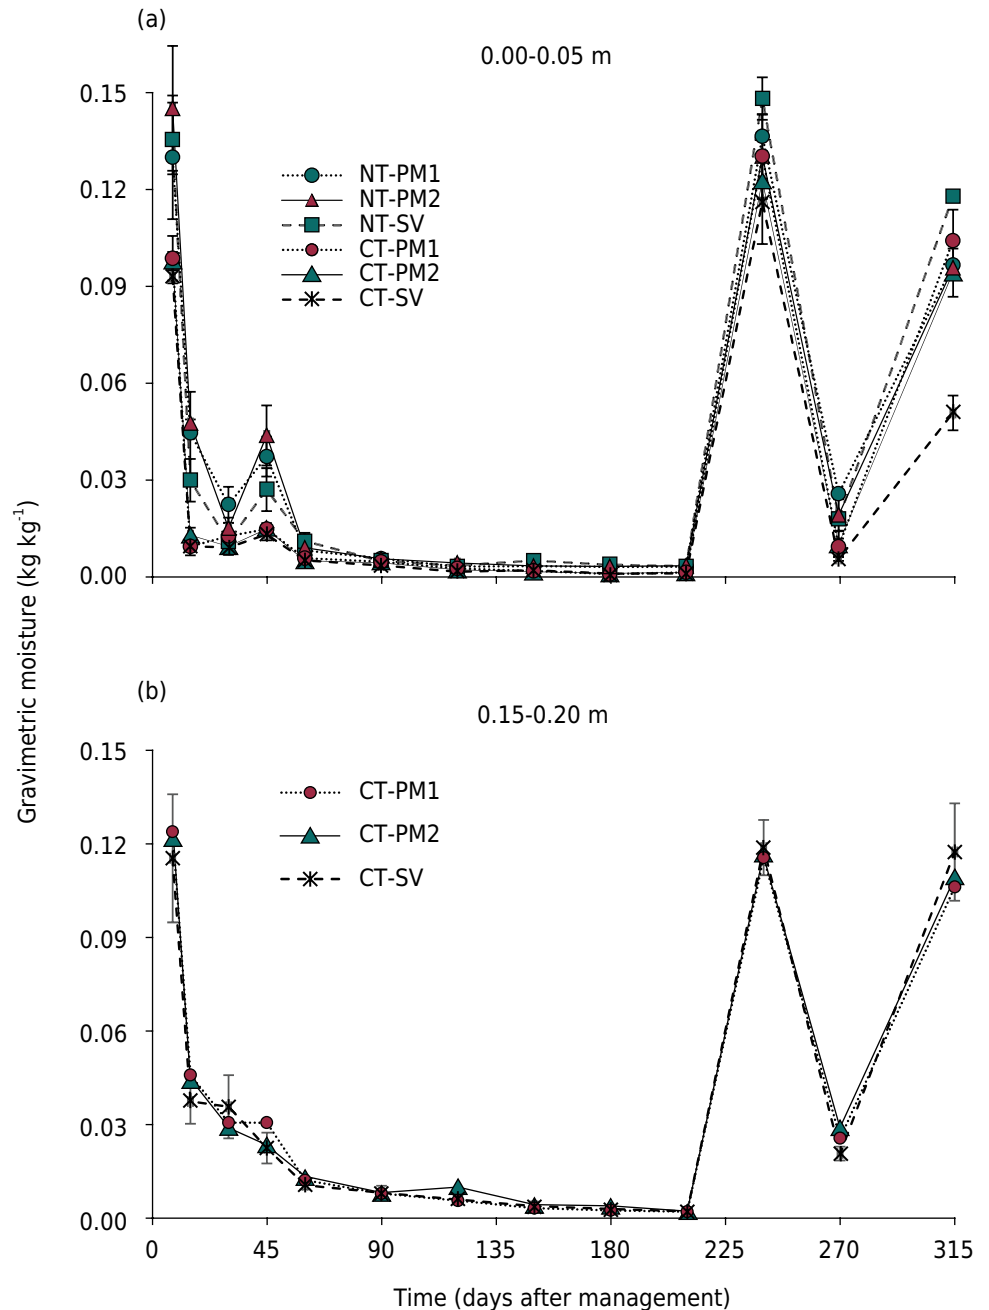 (a)
0.00-0.05 m
0.15
0.12
0.09
0.06
0.03
0.00
NT-PM1
NT-PM2
NT-SV
CT-PM1
CT-PM2
CT-SV
Gravimetric moisture (kg kg⁻¹)
(b)
0.15-0.20 m
0.15
0.12
0.09
0.06
0.03
0.00
CT-PM1
CT-PM2
CT-SV
0 45 90 135 180 225 270 315
Time (days after management)